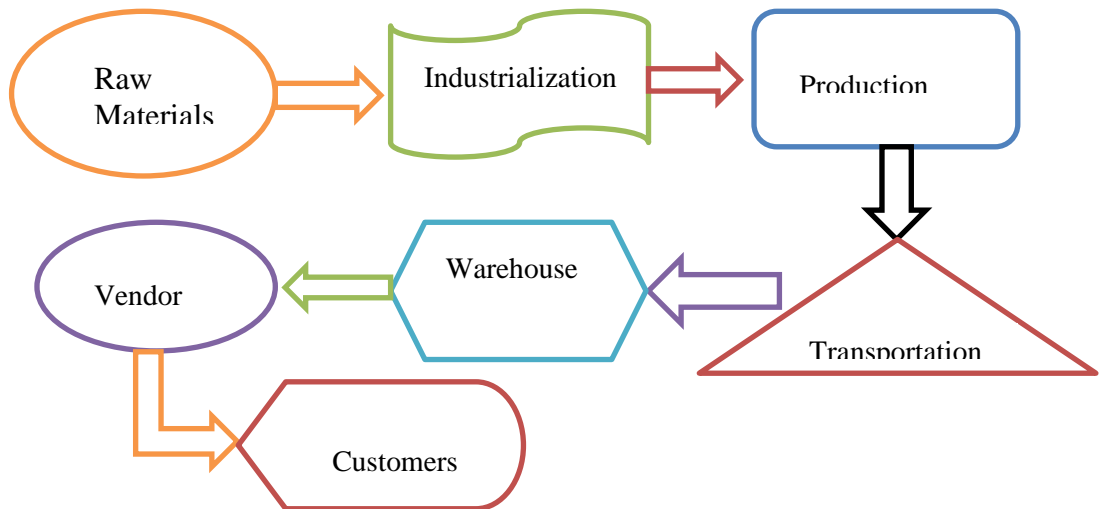 Raw
Materials
Industrialization
Production
Transportation
Warehouse
Vendor
Customers